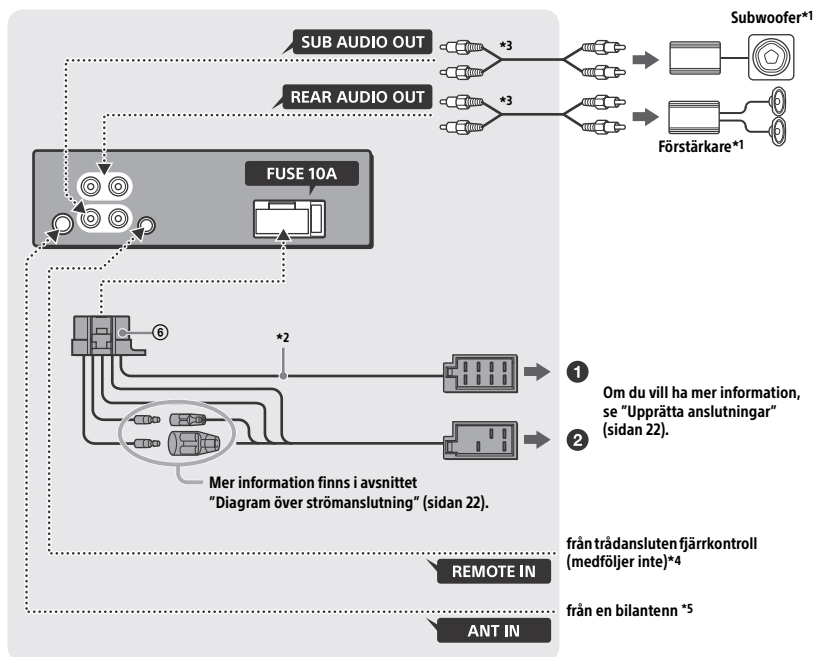 Subwoofer*1
SUB AUDIO OUT
*3
REAR AUDIO OUT
*3
Förstärkare*1
FUSE 10A
⑥
*2
❶
Om du vill ha mer information,
se ”Upprätta anslutningar”
(sidan 22).
❷
Mer information finns i avsnittet
”Diagram över strömanslutning” (sidan 22).
från trådansluten fjärrkontroll
(medföljer inte)*4
REMOTE IN
från en bilantenn *5
ANT IN